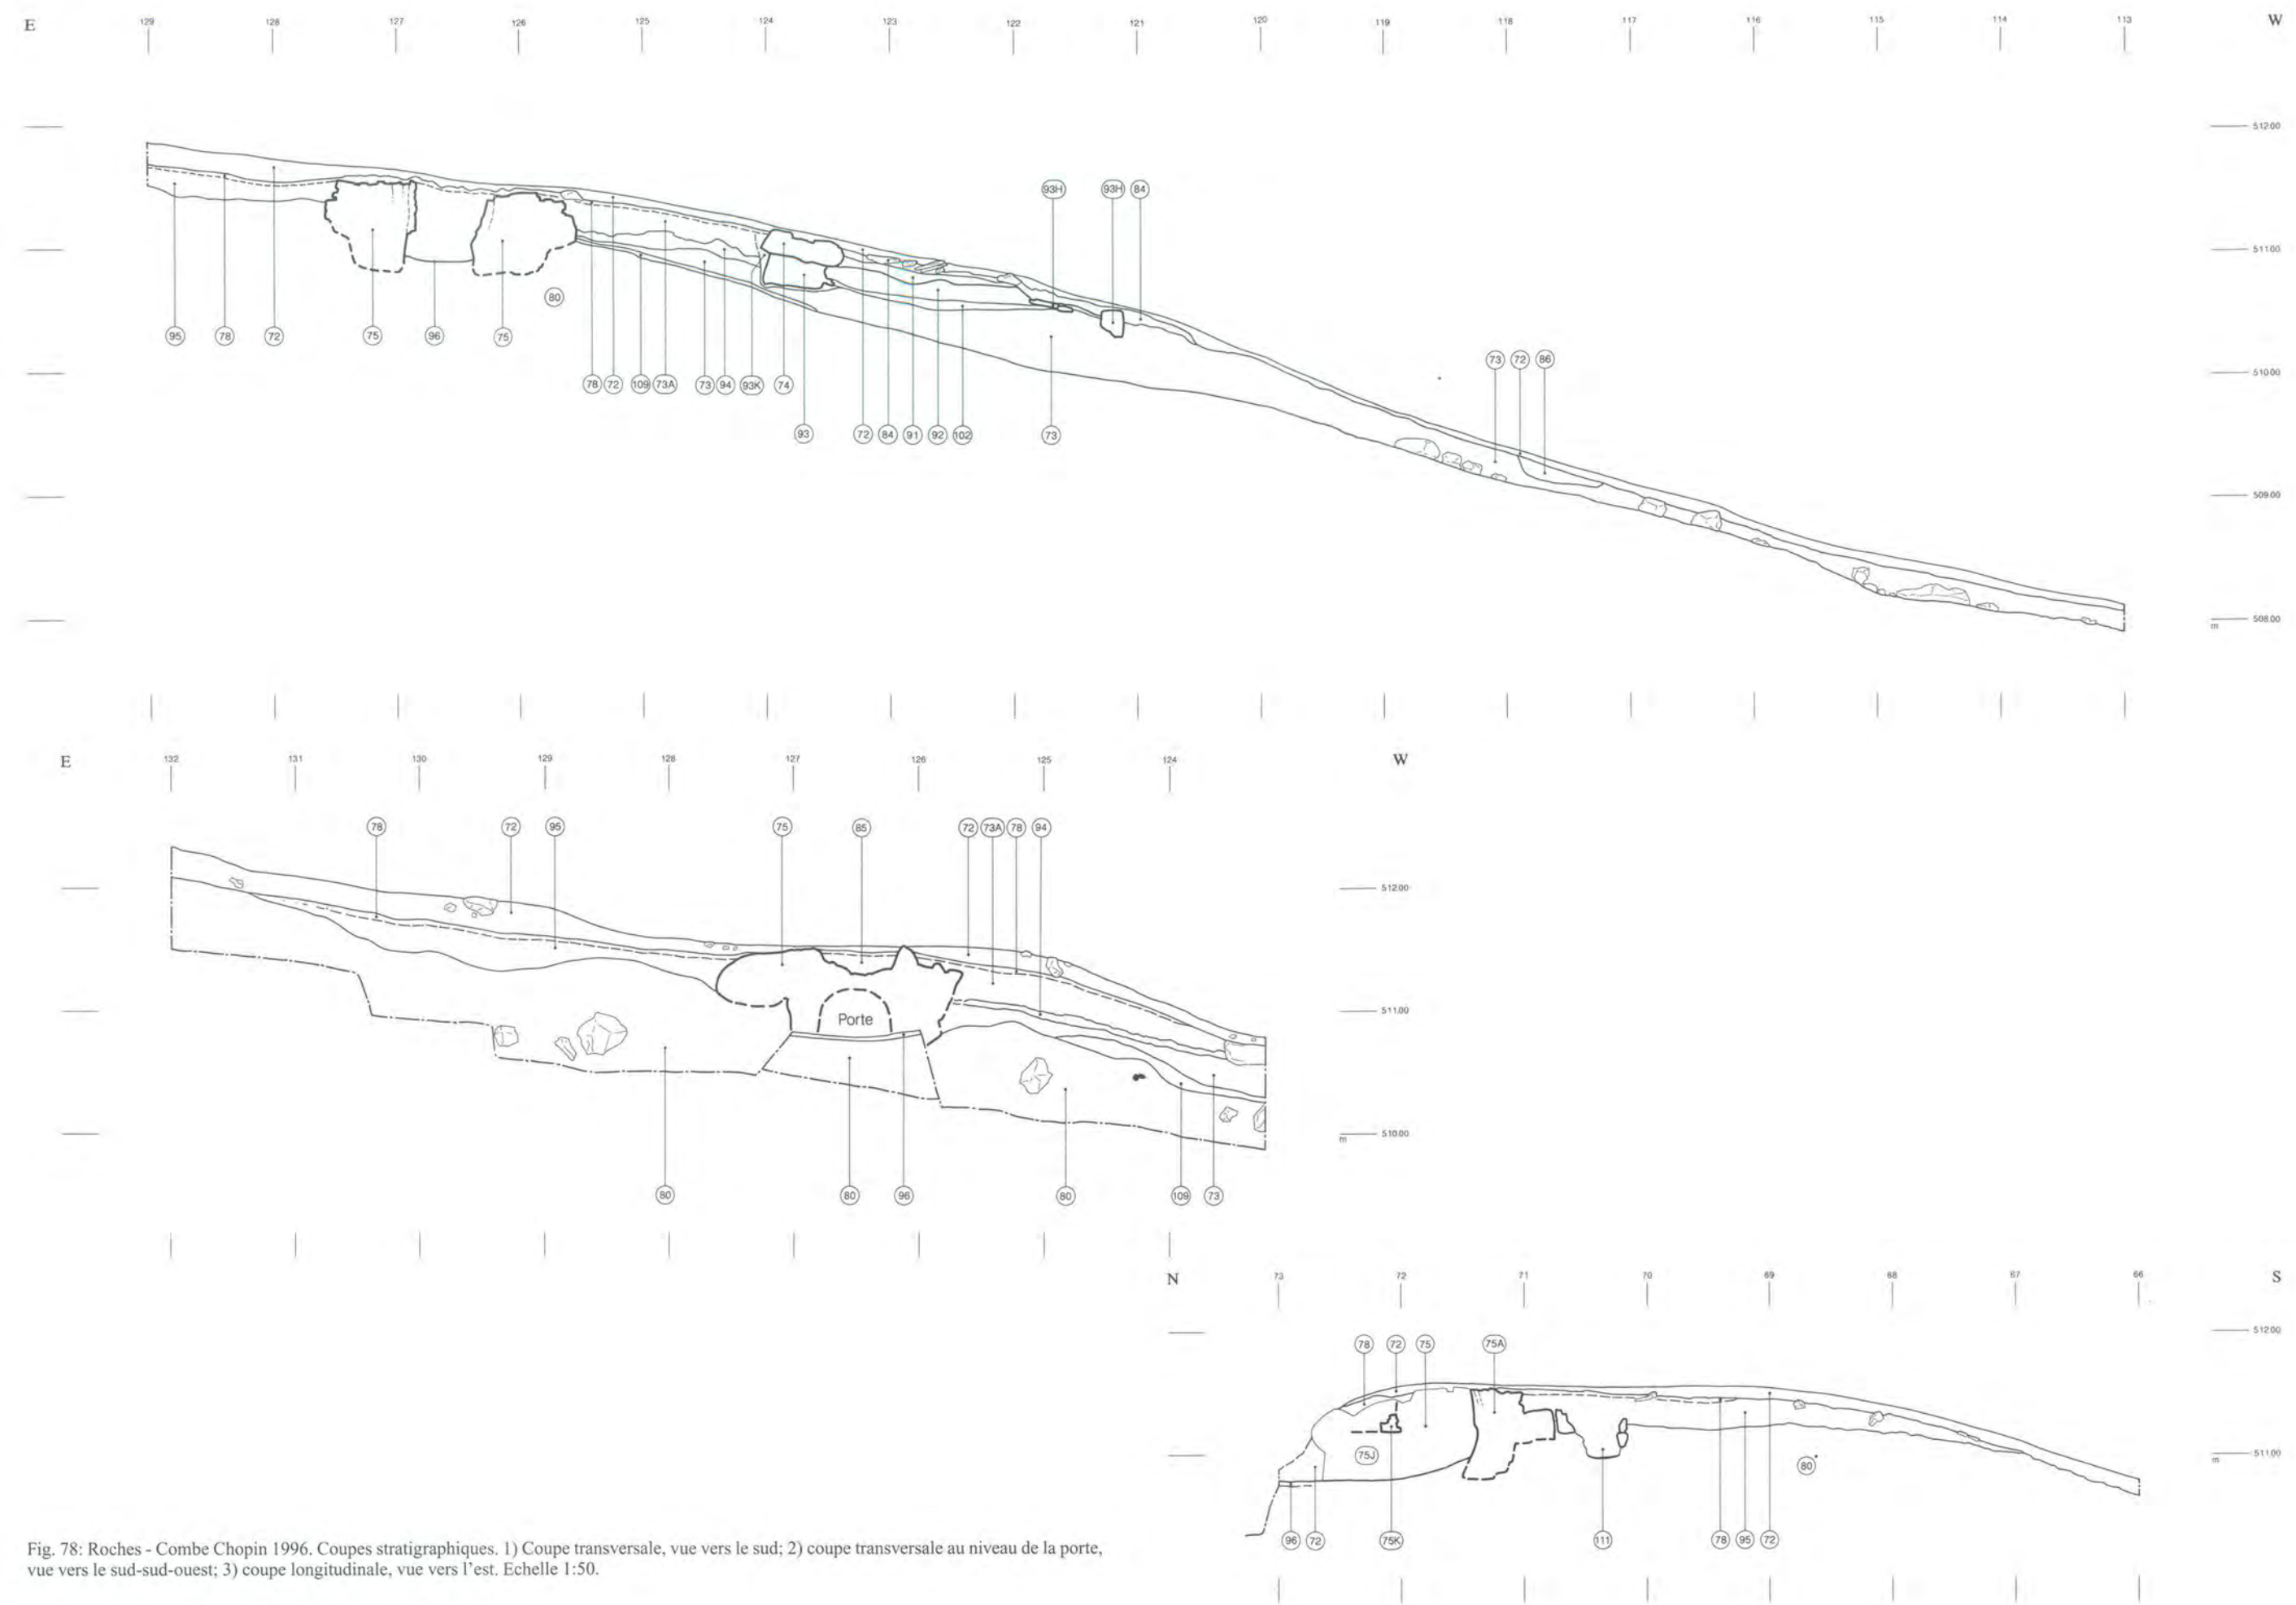 E 129 128 127 126 125 124 123 122 121 120 119 118 117 116 115 114 113 W
512.00
93H 93H 84
511.00
80
95 78 72 75 96 75
73 72 86
510.00
78 72 109 73A 73 94 93K 74
93 72 84 91 92 102 73
509.00
508.00
m
E 132 131 130 129 128 127 126 125 124 W
78 72 95 75 85 72 73A 78 94
512.00
Porte
511.00
510.00
m
80 80 96 80 109 73
N 73 72 71 70 69 68 67 66 S
512.00
78 72 75 75A
75J
80
511.00
m
96 72 75K 111 78 95 72
Fig. 78: Roches - Combe Chopin 1996. Coupes stratigraphiques. 1) Coupe transversale, vue vers le sud; 2) coupe transversale au niveau de la porte,
vue vers le sud-sud-ouest; 3) coupe longitudinale, vue vers l'est. Echelle 1:50.